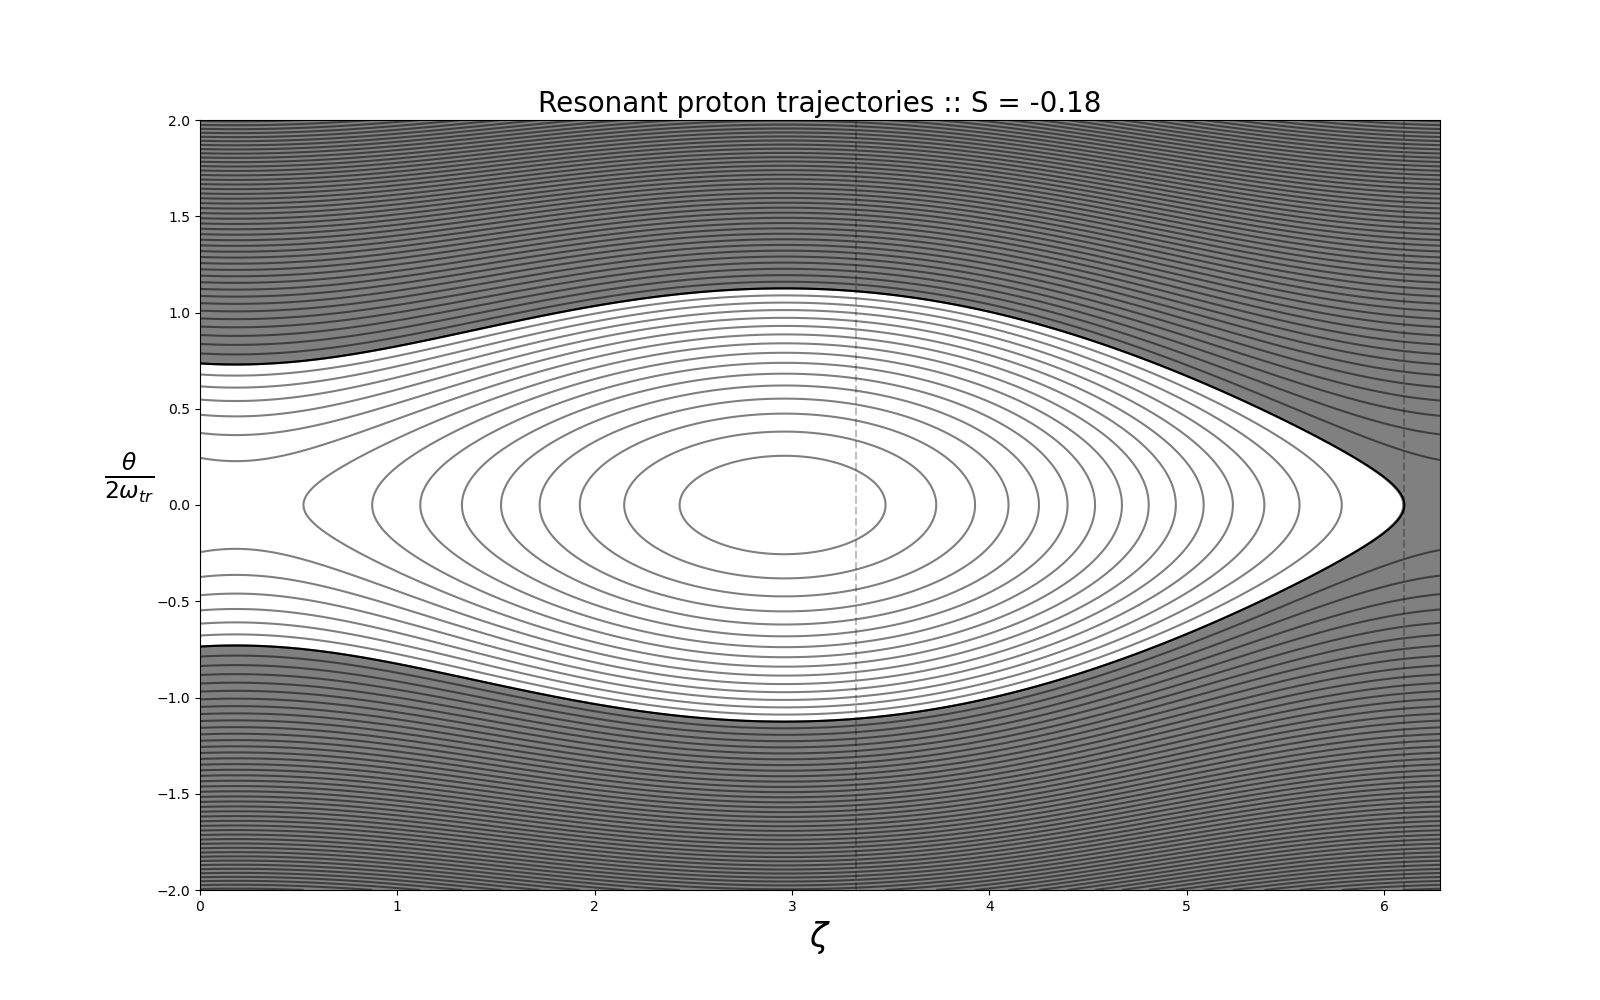 Resonant proton trajectories :: S = -0.18
2.0
1.5
1.0
0.5
0.0
−0.5
−1.0
−1.5
−2.0
θ
2ω_tr
0 1 2 3 4 5 6
ζ